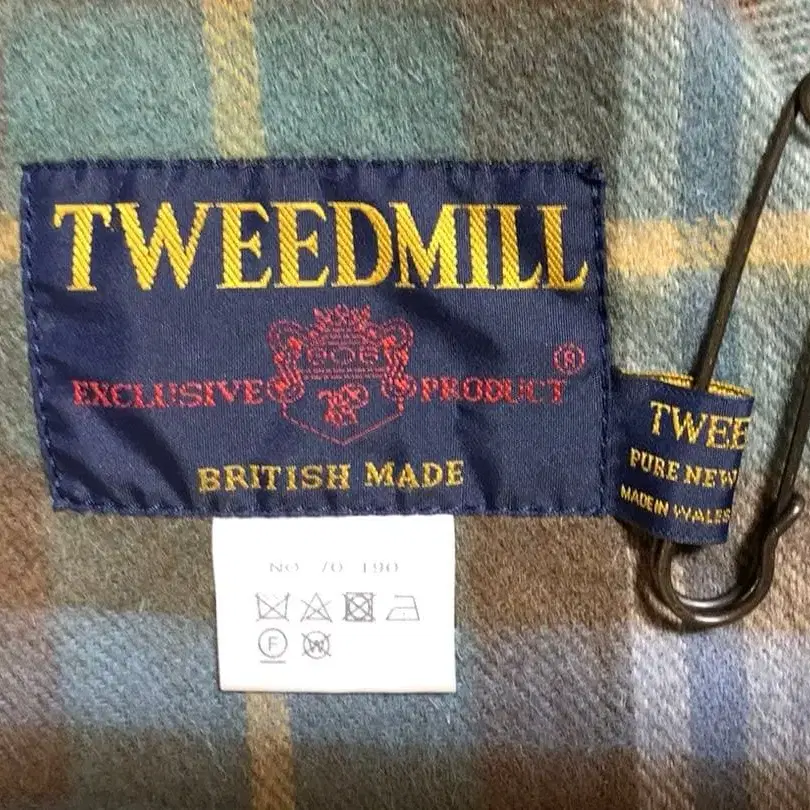 TWEEDMILL
EXCLUSIVE PRODUCT ®
BRITISH MADE
TWEE
PURE NEW
MADE IN WALES
NO. 70 190
F
W